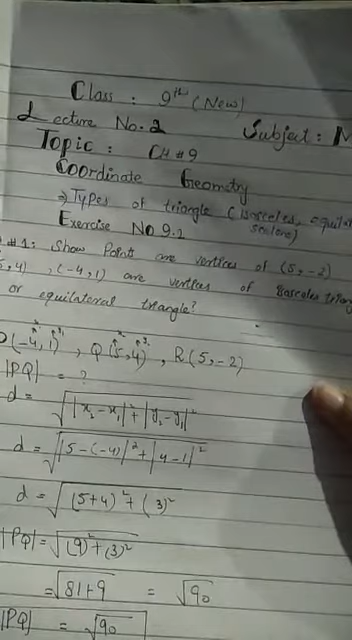 Class : 9th (New)
Lecture No. 2 Subject: M
Topic : CH # 9
Coordinate Geometry
⇒ Types of triangle (isosceles, equila
scalene)
Exercise No 9.2
#1: Show Points are vertices of (5, -2)
, 4) , (-4, 1) are vertices of triang
or equilateral triangle?
P(-4, 1) , Q(5, 4) , R(5, -2)
|PQ| = ?
d = √|x₂ - x₁|² + |y₂ - y₁|²
d = √|5 - (-4)|² + |4 - 1|²
d = √(5+4)² + (3)²
|PQ| = √(9)² + (3)²
= √81+9 = √90
|PQ| = √90